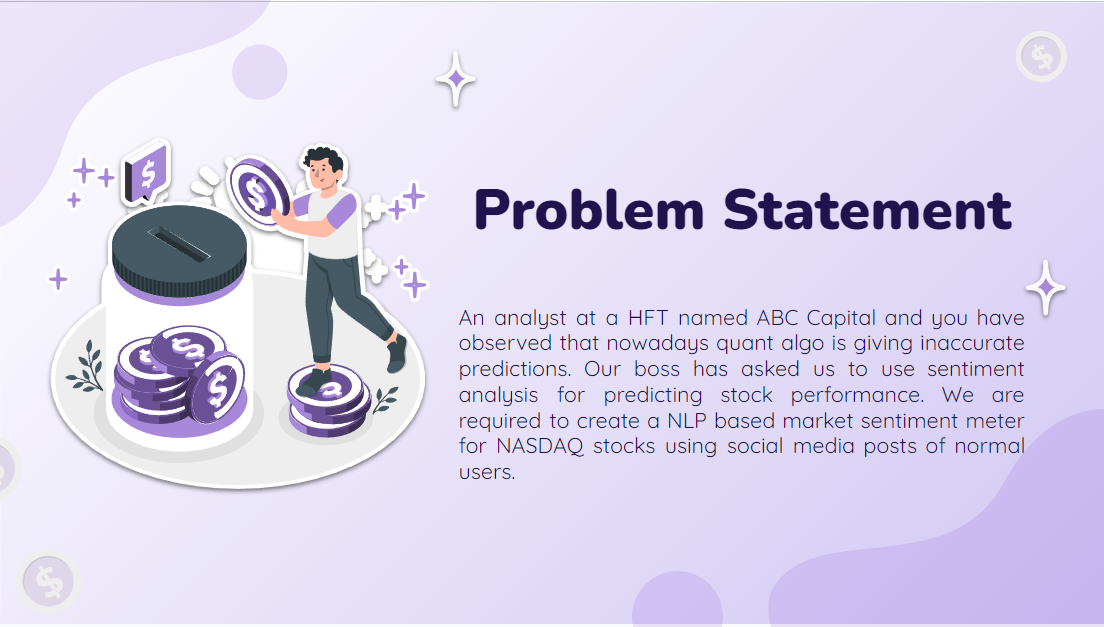 Problem Statement
An analyst at a HFT named ABC Capital and you have
observed that nowadays quant algo is giving inaccurate
predictions. Our boss has asked us to use sentiment
analysis for predicting stock performance. We are
required to create a NLP based market sentiment meter
for NASDAQ stocks using social media posts of normal
users.